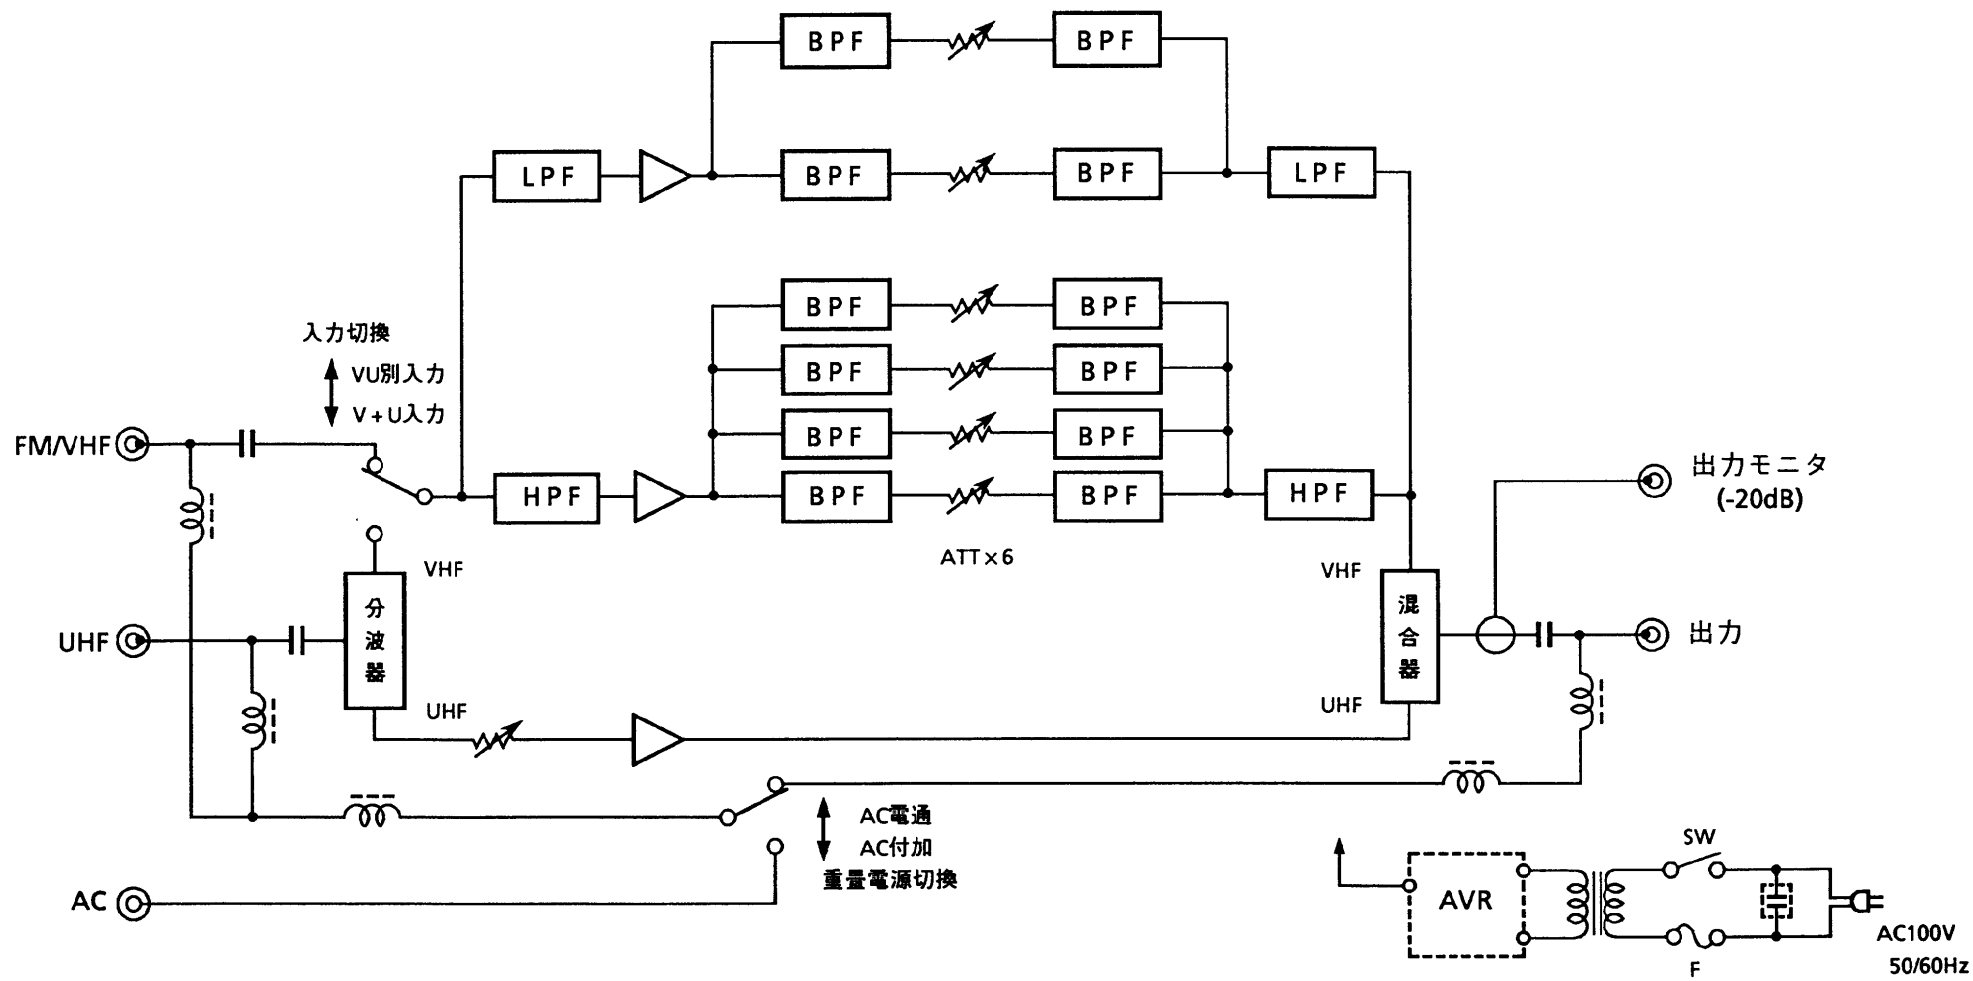 BPF
BPF
LPF
BPF
BPF
LPF
BPF
BPF
BPF
BPF
BPF
BPF
HPF
BPF
BPF
HPF
ATT×6
入力切換
VU別入力
V+U入力
FM/VHF
UHF
AC
VHF
分波器
UHF
VHF
混合器
UHF
出力モニタ
(-20dB)
出力
AC電通
AC付加
重畳電源切換
SW
AVR
F
AC100V
50/60Hz